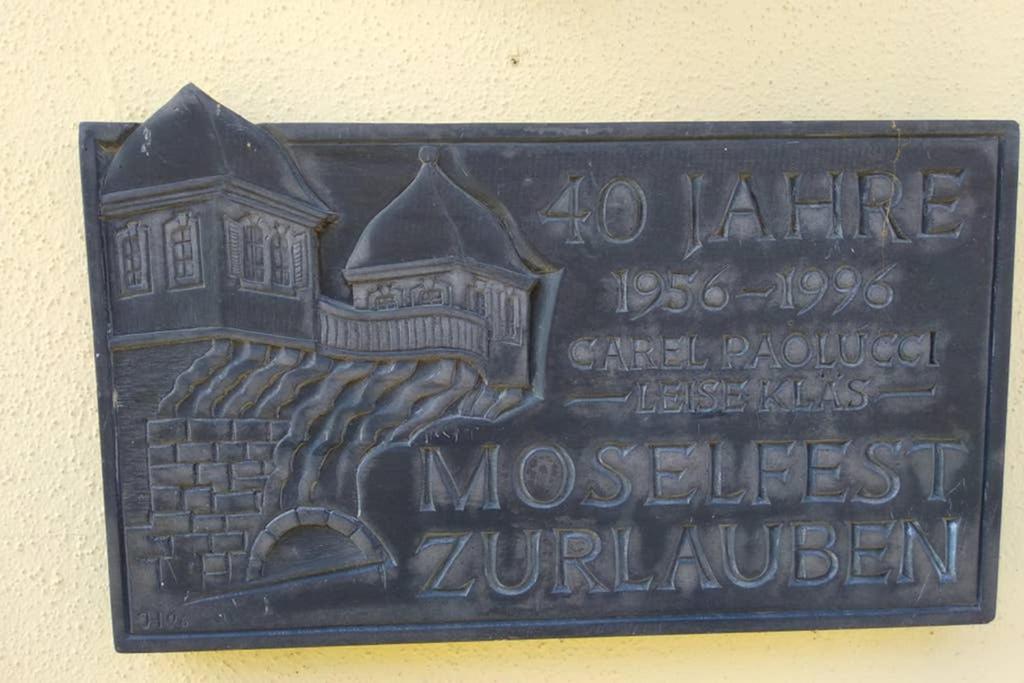 40 JAHRE
1956-1996
CAREL PAOLUCCI
-LEISE KLÄS-
MOSELFEST
ZURLAUBEN